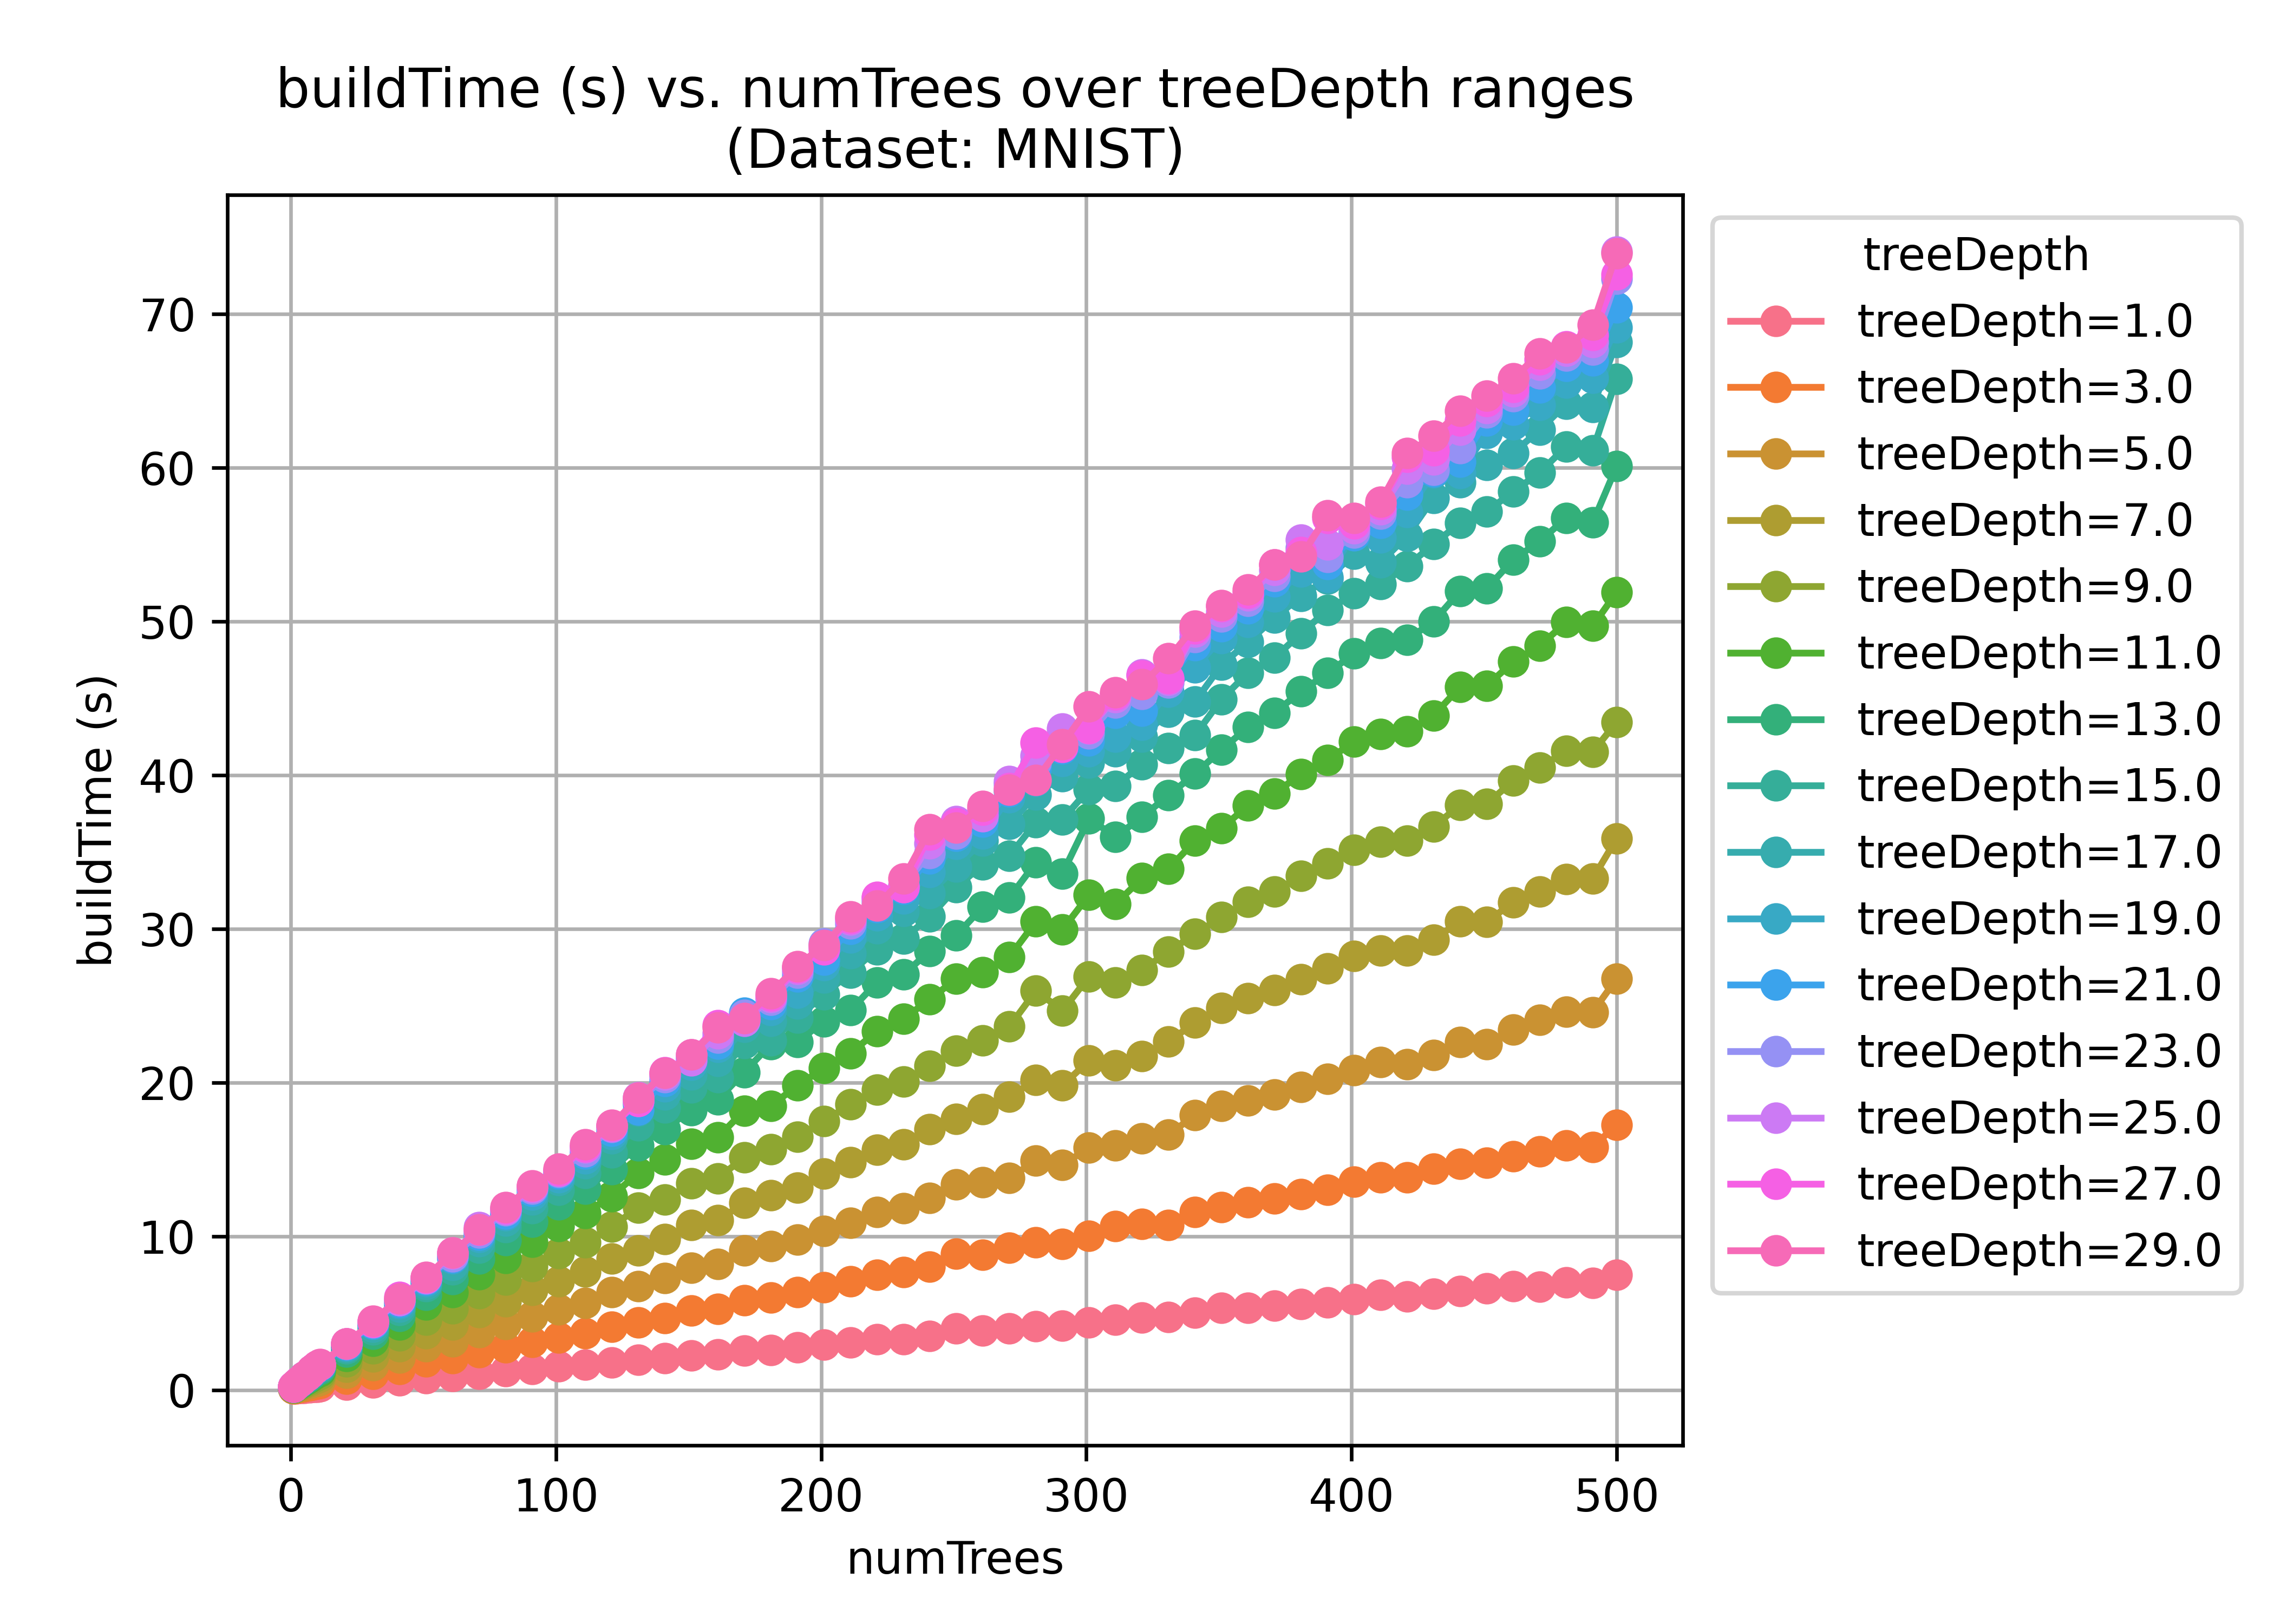 buildTime (s) vs. numTrees over treeDepth ranges
(Dataset: MNIST)
buildTime (s)
70
60
50
40
30
20
10
0
0 100 200 300 400 500
numTrees
treeDepth
treeDepth=1.0
treeDepth=3.0
treeDepth=5.0
treeDepth=7.0
treeDepth=9.0
treeDepth=11.0
treeDepth=13.0
treeDepth=15.0
treeDepth=17.0
treeDepth=19.0
treeDepth=21.0
treeDepth=23.0
treeDepth=25.0
treeDepth=27.0
treeDepth=29.0